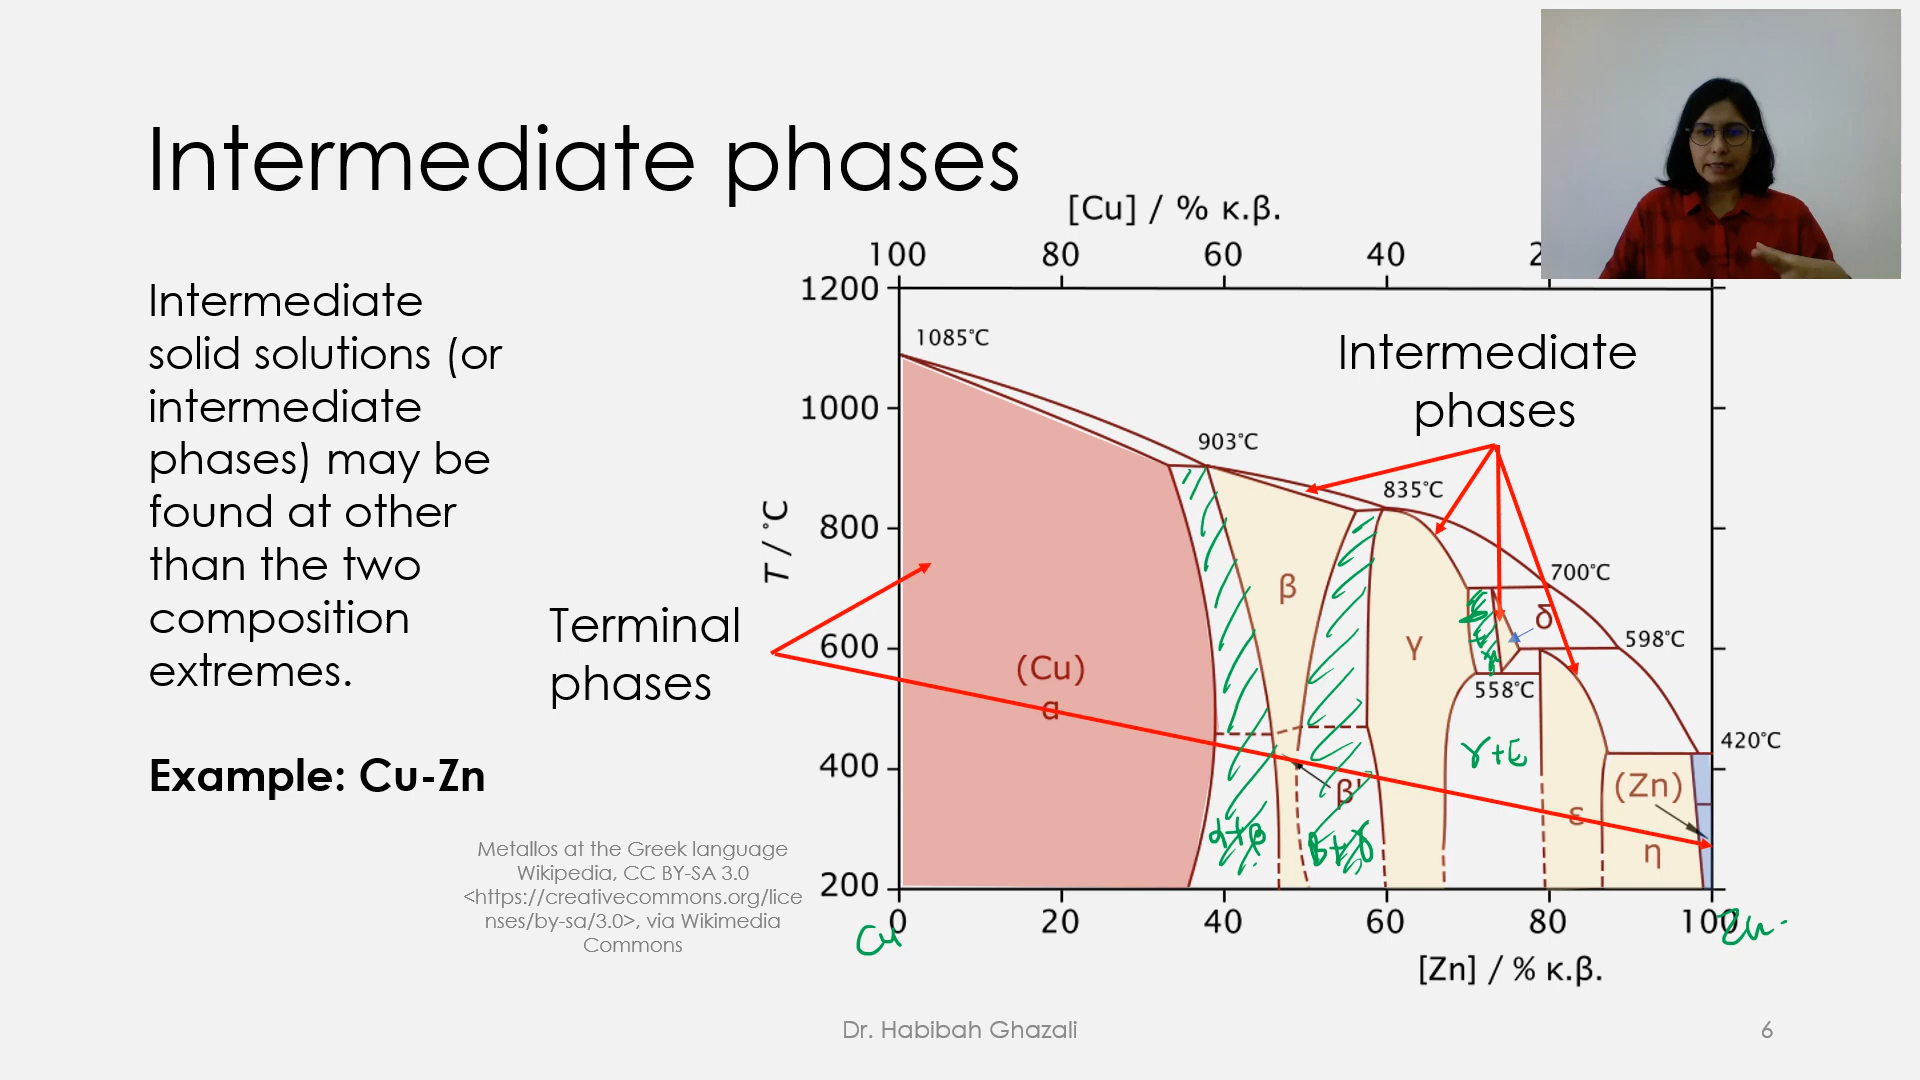 Intermediate phases
Intermediate
solid solutions (or
intermediate
phases) may be
found at other
than the two
composition
extremes.
Example: Cu-Zn
Metallos at the Greek language
Wikipedia, CC BY-SA 3.0
<https://creativecommons.org/lice
nses/by-sa/3.0>, via Wikimedia
Commons
Terminal
phases
[Cu] / % κ.β.
100 80 60 40
1200
1000
800
600
400
200
T / °C
1085°C
903°C
835°C
700°C
598°C
558°C
420°C
Intermediate
phases
(Cu)
α
β
γ
δ
β'
ε
(Zn)
η
α+β
β+γ
γ+ε
0 20 40 60 80 100
Cu
Zn
[Zn] / % κ.β.
Dr. Habibah Ghazali
6